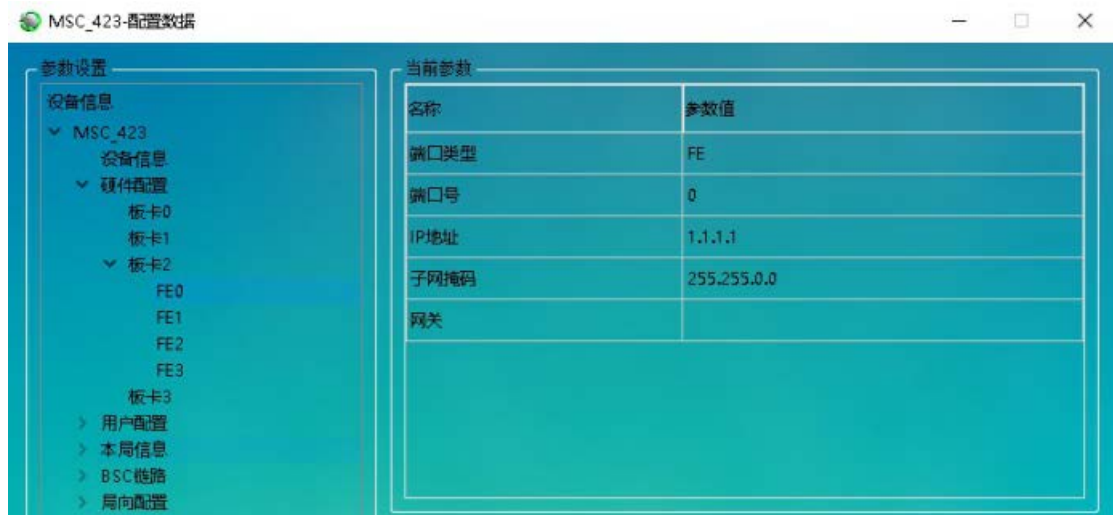 MSC_423-配置数据
参数设置
设备信息
MSC_423
设备信息
硬件配置
板卡0
板卡1
板卡2
FE0
FE1
FE2
FE3
板卡3
用户配置
本局信息
BSC链路
局向配置
当前参数
名称 参数值
端口类型 FE
端口号 0
IP地址 1.1.1.1
子网掩码 255.255.0.0
网关